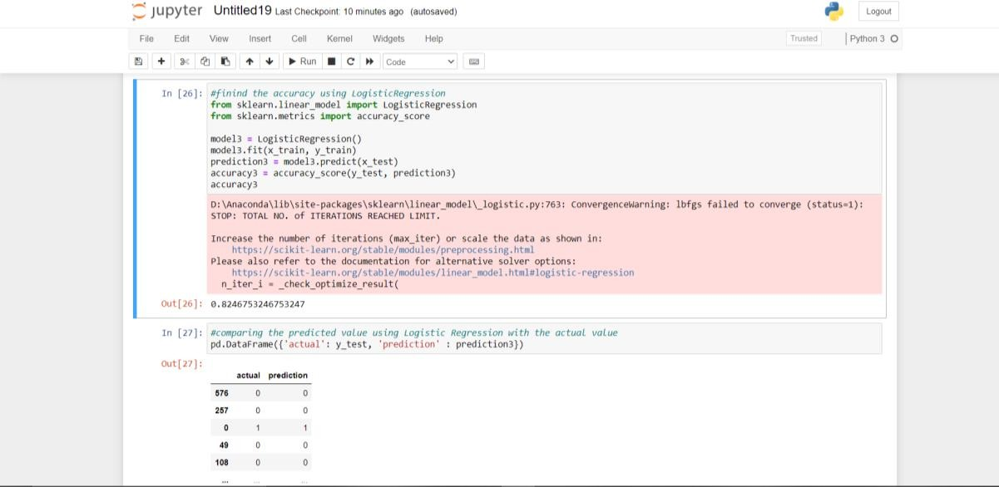 jupyter Untitled19 Last Checkpoint: 10 minutes ago (autosaved)
Logout
File Edit View Insert Cell Kernel Widgets Help
Trusted
Python 3
Run
Code
In [26]: #finind the accuracy using LogisticRegression
from sklearn.linear_model import LogisticRegression
from sklearn.metrics import accuracy_score
model3 = LogisticRegression()
model3.fit(x_train, y_train)
prediction3 = model3.predict(x_test)
accuracy3 = accuracy_score(y_test, prediction3)
accuracy3
D:\Anaconda\lib\site-packages\sklearn\linear_model\_logistic.py:763: ConvergenceWarning: lbfgs failed to converge (status=1):
STOP: TOTAL NO. of ITERATIONS REACHED LIMIT.
Increase the number of iterations (max_iter) or scale the data as shown in:
https://scikit-learn.org/stable/modules/preprocessing.html
Please also refer to the documentation for alternative solver options:
https://scikit-learn.org/stable/modules/linear_model.html#logistic-regression
n_iter_i = _check_optimize_result(
Out[26]: 0.8246753246753247
In [27]: #comparing the predicted value using Logistic Regression with the actual value
pd.DataFrame({'actual': y_test, 'prediction' : prediction3})
Out[27]:
actual prediction
576 0 0
257 0 0
0 1 1
49 0 0
108 0 0
... ... ...